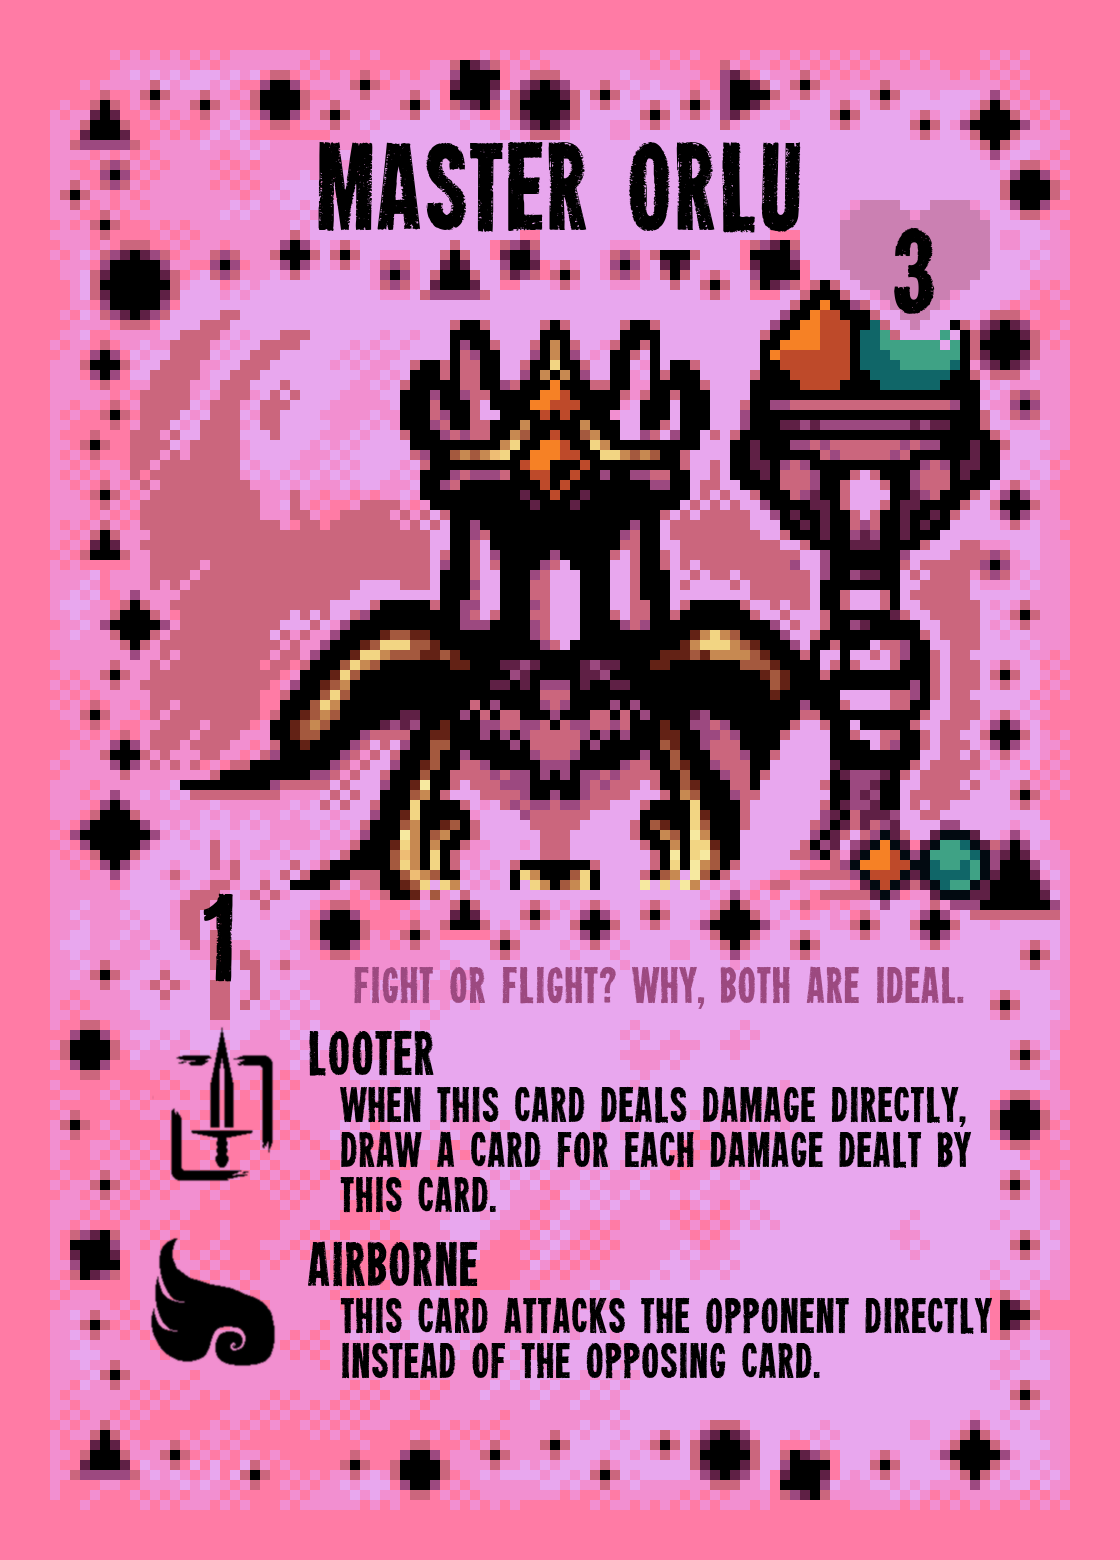 MASTER ORLU
3
1
FIGHT OR FLIGHT? WHY, BOTH ARE IDEAL.
LOOTER
WHEN THIS CARD DEALS DAMAGE DIRECTLY,
DRAW A CARD FOR EACH DAMAGE DEALT BY
THIS CARD.
AIRBORNE
THIS CARD ATTACKS THE OPPONENT DIRECTLY
INSTEAD OF THE OPPOSING CARD.